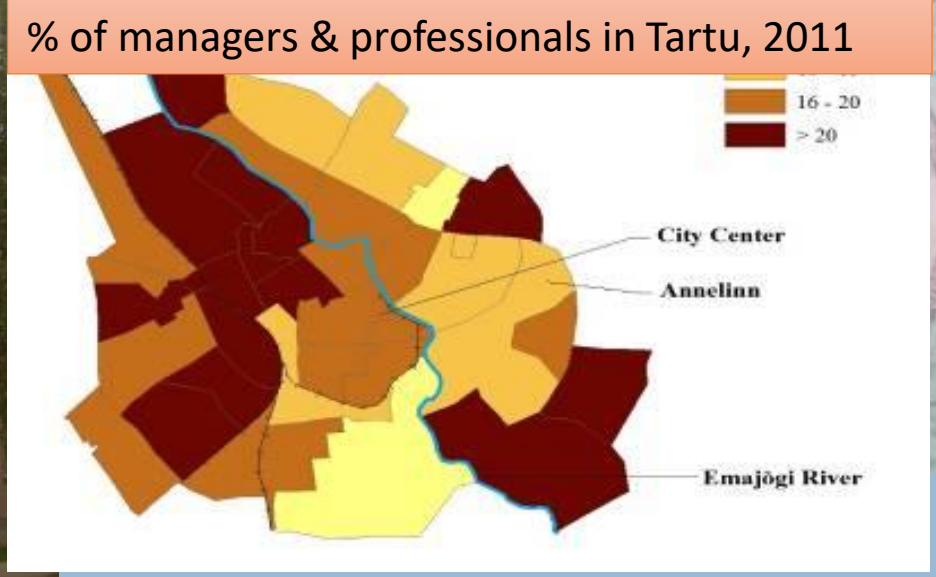 % of managers & professionals in Tartu, 2011
16 - 20
> 20
City Center
Annelinn
Emajõgi River